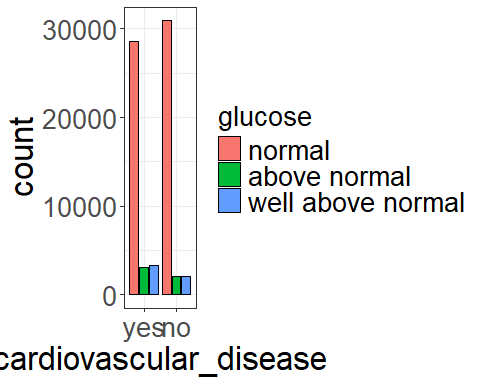 30000
20000
10000
0
count
yes
no
cardiovascular_disease
glucose
normal
above normal
well above normal